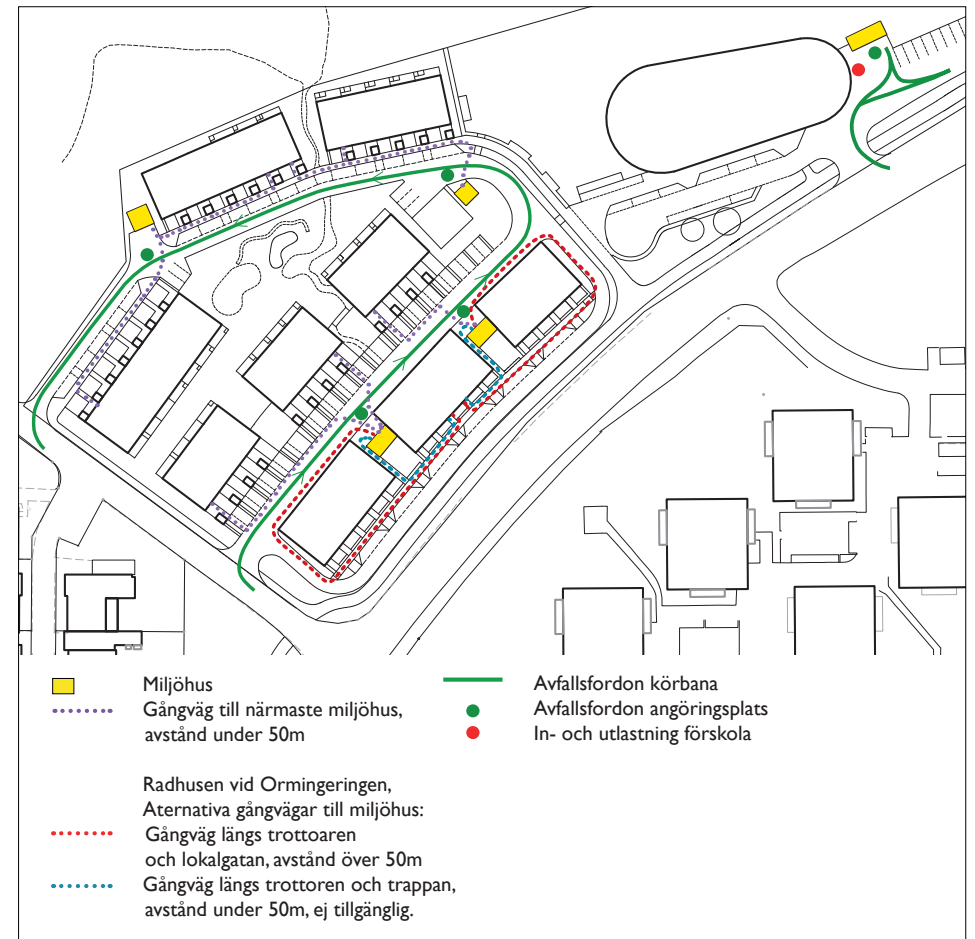 Miljöhus
Gångväg till närmaste miljöhus,
avstånd under 50m
Avfallsfordon körbana
Avfallsfordon angöringsplats
In- och utlastning förskola
Radhusen vid Ormingeringen,
Aternativa gångvägar till miljöhus:
Gångväg längs trottoaren
och lokalgatan, avstånd över 50m
Gångväg längs trottoren och trappan,
avstånd under 50m, ej tillgänglig.